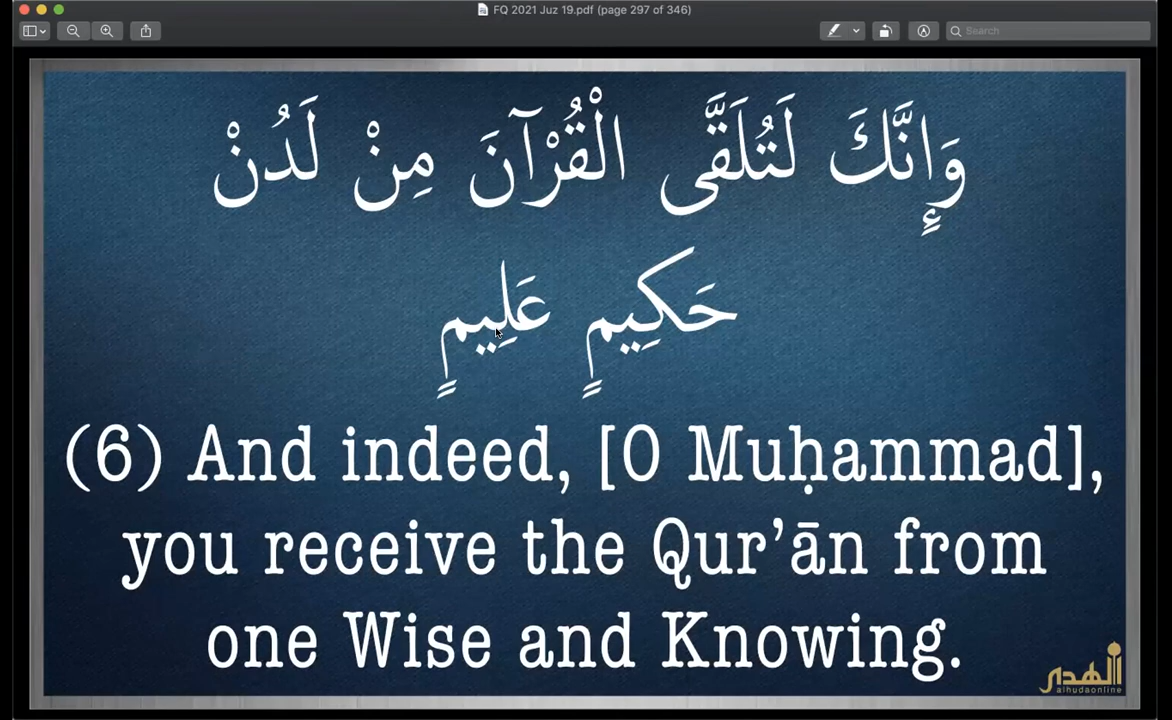 FQ 2021 Juz 19.pdf (page 297 of 346)
Search
وَإِنَّكَ لَتُلَقَّى الْقُرْآنَ مِنْ لَدُنْ
حَكِيمٍ عَلِيمٍ
(6) And indeed, [O Muḥammad],
you receive the Qur’ān from
one Wise and Knowing.
الهدى
alhudaonline